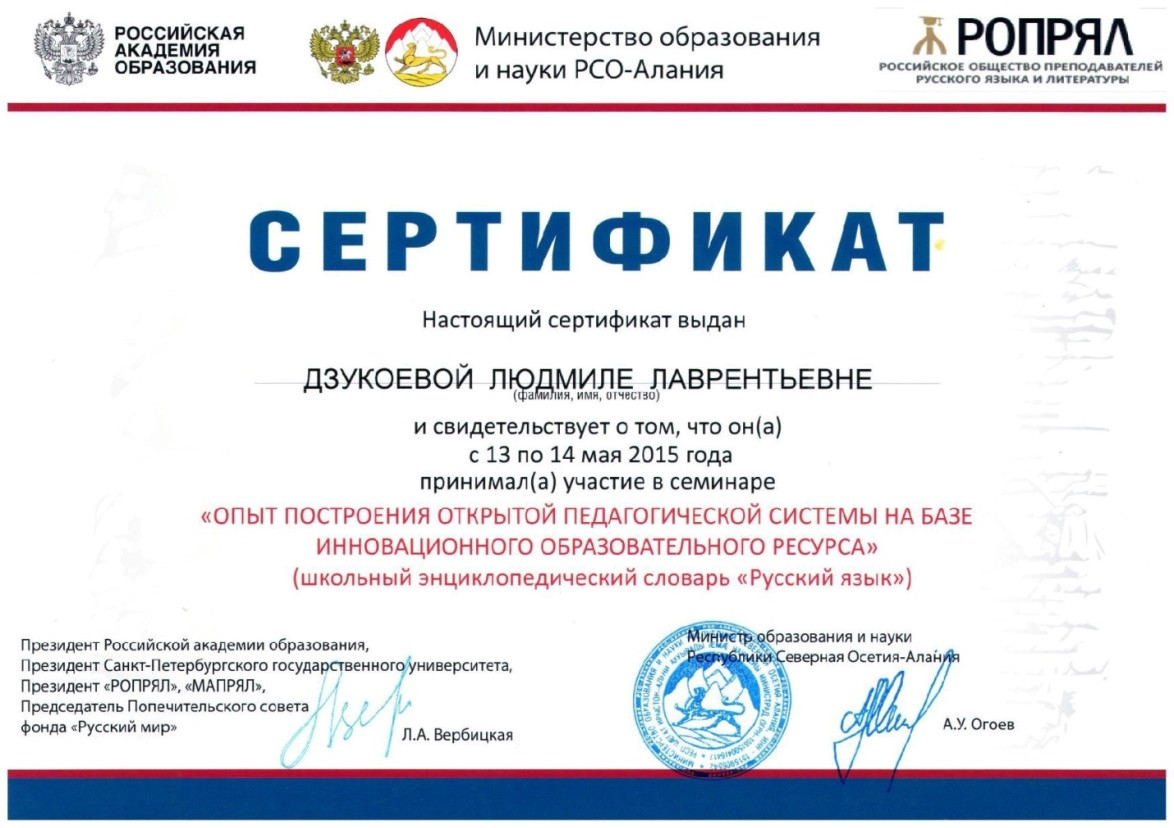 РОССИЙСКАЯ
АКАДЕМИЯ
ОБРАЗОВАНИЯ
Министерство образования
и науки РСО-Алания
РОПРЯЛ
РОССИЙСКОЕ ОБЩЕСТВО ПРЕПОДАВАТЕЛЕЙ
РУССКОГО ЯЗЫКА И ЛИТЕРАТУРЫ
СЕРТИФИКАТ
Настоящий сертификат выдан
ДЗУКОЕВОЙ ЛЮДМИЛЕ ЛАВРЕНТЬЕВНЕ
(фамилия, имя, отчество)
и свидетельствует о том, что он(а)
с 13 по 14 мая 2015 года
принимал(а) участие в семинаре
«ОПЫТ ПОСТРОЕНИЯ ОТКРЫТОЙ ПЕДАГОГИЧЕСКОЙ СИСТЕМЫ НА БАЗЕ
ИННОВАЦИОННОГО ОБРАЗОВАТЕЛЬНОГО РЕСУРСА»
(школьный энциклопедический словарь «Русский язык»)
Президент Российской академии образования,
Президент Санкт-Петербургского государственного университета,
Президент «РОПРЯЛ», «МАПРЯЛ»,
Председатель Попечительского совета
фонда «Русский мир»
Л.А. Вербицкая
Министр образования и науки
Республики Северная Осетия-Алания
А.У. Огоев